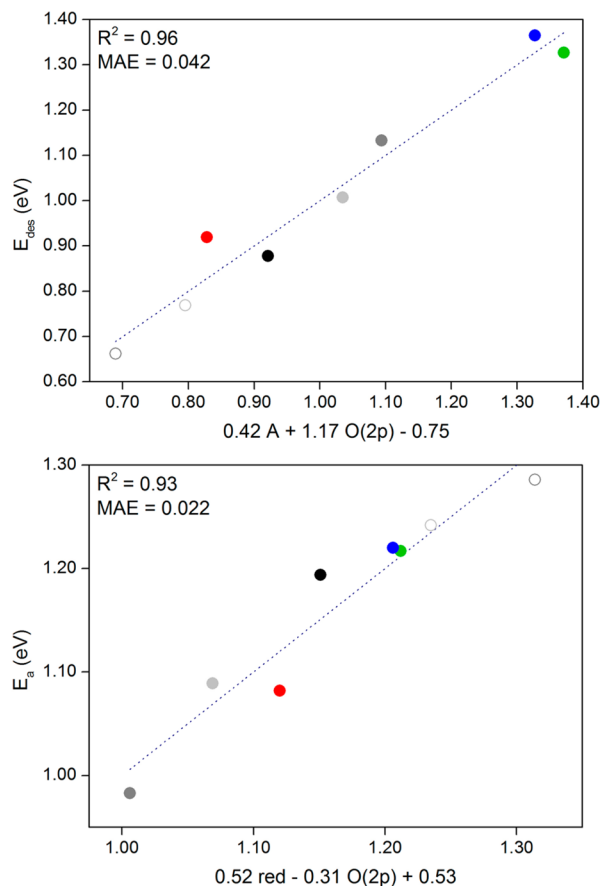 1.40
R² = 0.96
MAE = 0.042
1.30
1.20
1.10
1.00
0.90
0.80
0.70
0.60
E_des (eV)
0.70 0.80 0.90 1.00 1.10 1.20 1.30 1.40
0.42 A + 1.17 O(2p) - 0.75
1.30
R² = 0.93
MAE = 0.022
1.20
1.10
1.00
E_a (eV)
1.00 1.10 1.20 1.30
0.52 red - 0.31 O(2p) + 0.53